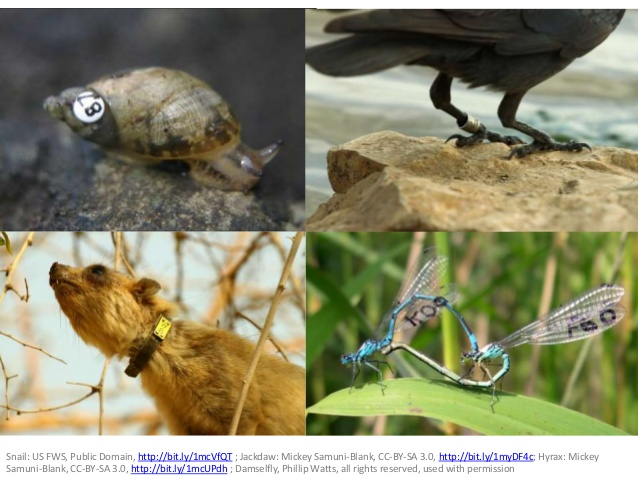 87
Snail: US FWS, Public Domain, http://bit.ly/1mcVfQT ; Jackdaw: Mickey Samuni-Blank, CC-BY-SA 3.0, http://bit.ly/1myDF4c; Hyrax: Mickey
Samuni-Blank, CC-BY-SA 3.0, http://bit.ly/1mcUPdh ; Damselfly, Phillip Watts, all rights reserved, used with permission